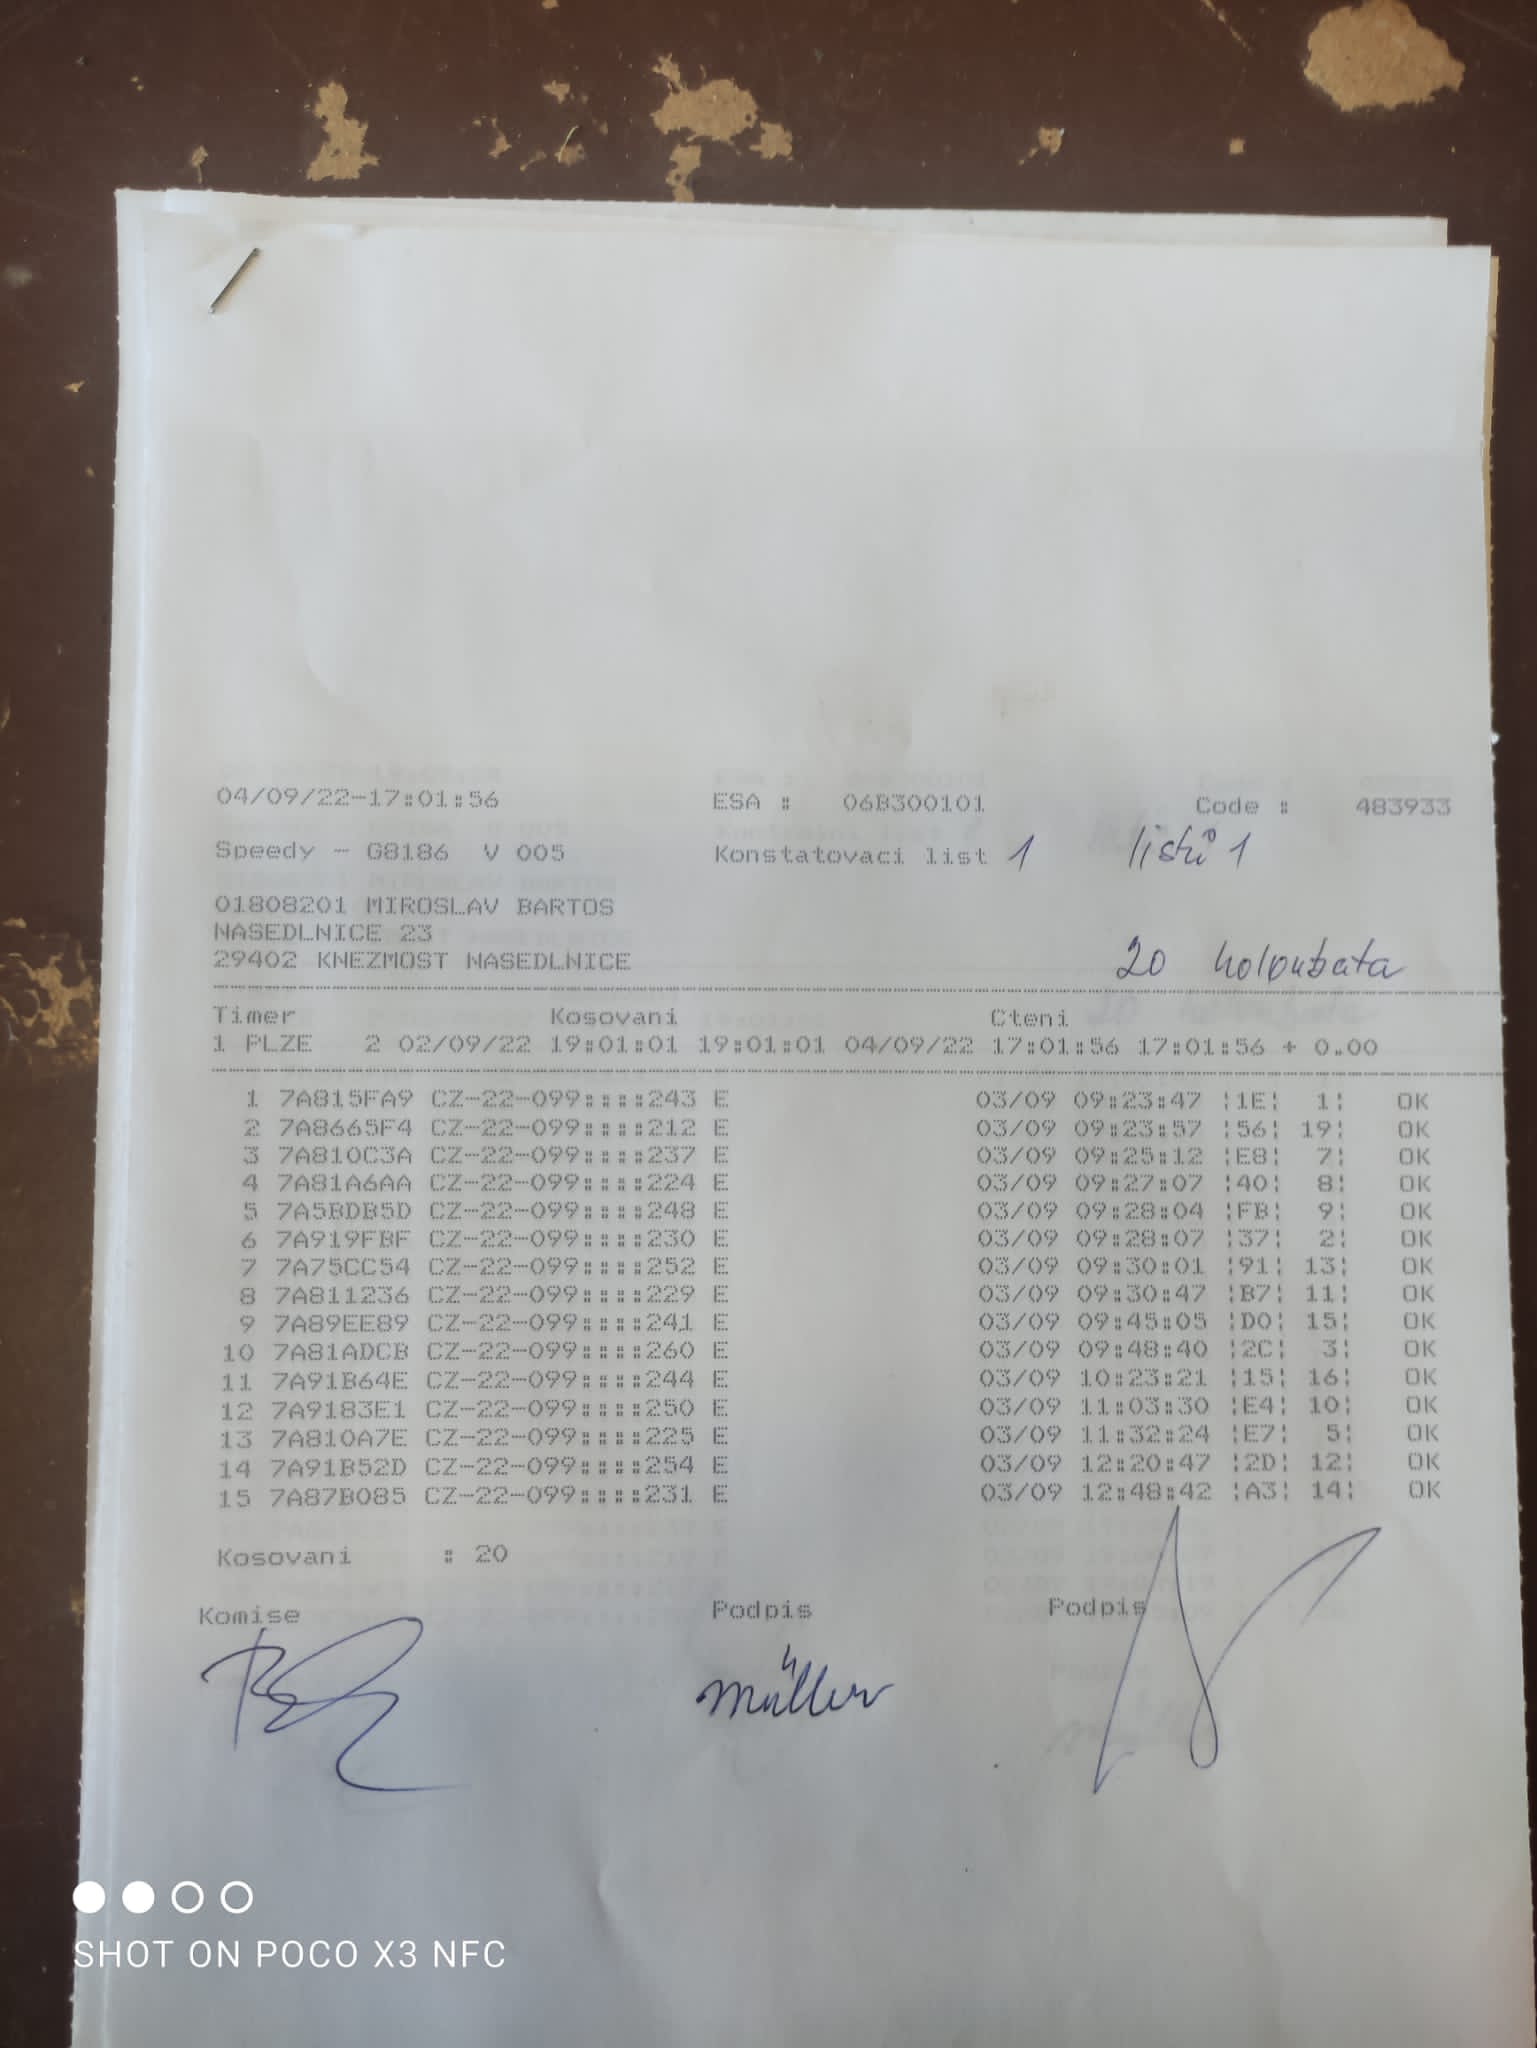 04/09/22-17:01:56 ESA : 06B300101 Code : 483933
Speedy - G8186 V 005 Konstatovaci list 1 listů 1
01808201 MIROSLAV BARTOS
NASEDLNICE 23
29402 KNEZMOST NASEDLNICE 20 holoubata
Timer Kosovani Cteni
1 PLZE 2 02/09/22 19:01:01 19:01:01 04/09/22 17:01:56 17:01:56 + 0.00
1 7A815FA9 CZ-22-099::::243 E 03/09 09:23:47 ¦1E¦ 1¦ OK
2 7A8665F4 CZ-22-099::::212 E 03/09 09:23:57 ¦56¦ 19¦ OK
3 7A810C3A CZ-22-099::::237 E 03/09 09:25:12 ¦E8¦ 7¦ OK
4 7A81A6AA CZ-22-099::::224 E 03/09 09:27:07 ¦40¦ 8¦ OK
5 7A5BDB5D CZ-22-099::::248 E 03/09 09:28:04 ¦FB¦ 9¦ OK
6 7A919FBF CZ-22-099::::230 E 03/09 09:28:07 ¦37¦ 2¦ OK
7 7A75CC54 CZ-22-099::::252 E 03/09 09:30:01 ¦91¦ 13¦ OK
8 7A811236 CZ-22-099::::229 E 03/09 09:30:47 ¦B7¦ 11¦ OK
9 7A89EE89 CZ-22-099::::241 E 03/09 09:45:05 ¦D0¦ 15¦ OK
10 7A81ADCB CZ-22-099::::260 E 03/09 09:48:40 ¦2C¦ 3¦ OK
11 7A91B64E CZ-22-099::::244 E 03/09 10:23:21 ¦15¦ 16¦ OK
12 7A9183E1 CZ-22-099::::250 E 03/09 11:03:30 ¦E4¦ 10¦ OK
13 7A810A7E CZ-22-099::::225 E 03/09 11:32:24 ¦E7¦ 5¦ OK
14 7A91B52D CZ-22-099::::254 E 03/09 12:20:47 ¦2D¦ 12¦ OK
15 7A87B085 CZ-22-099::::231 E 03/09 12:48:42 ¦A3¦ 14¦ OK
Kosovani : 20
Komise Podpis Podpis
Müller
SHOT ON POCO X3 NFC